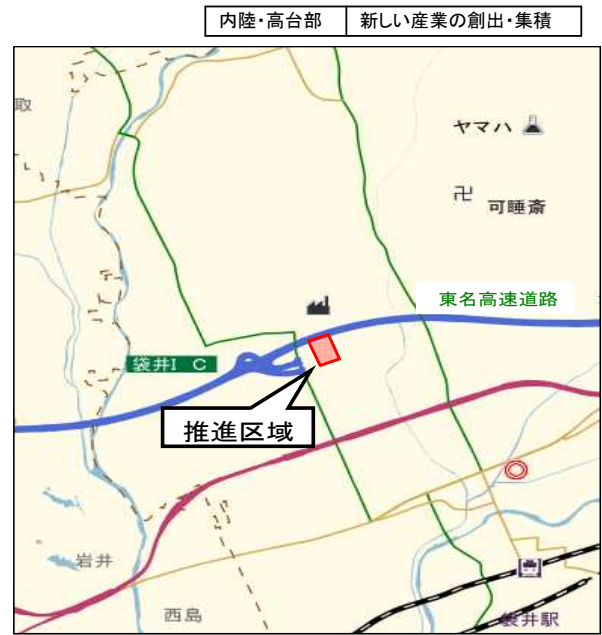 内陸・高台部 新しい産業の創出・集積
取
ヤマハ
卍
可睡斎
東名高速道路
袋井I C
推進区域
岩井
西島
袋井駅